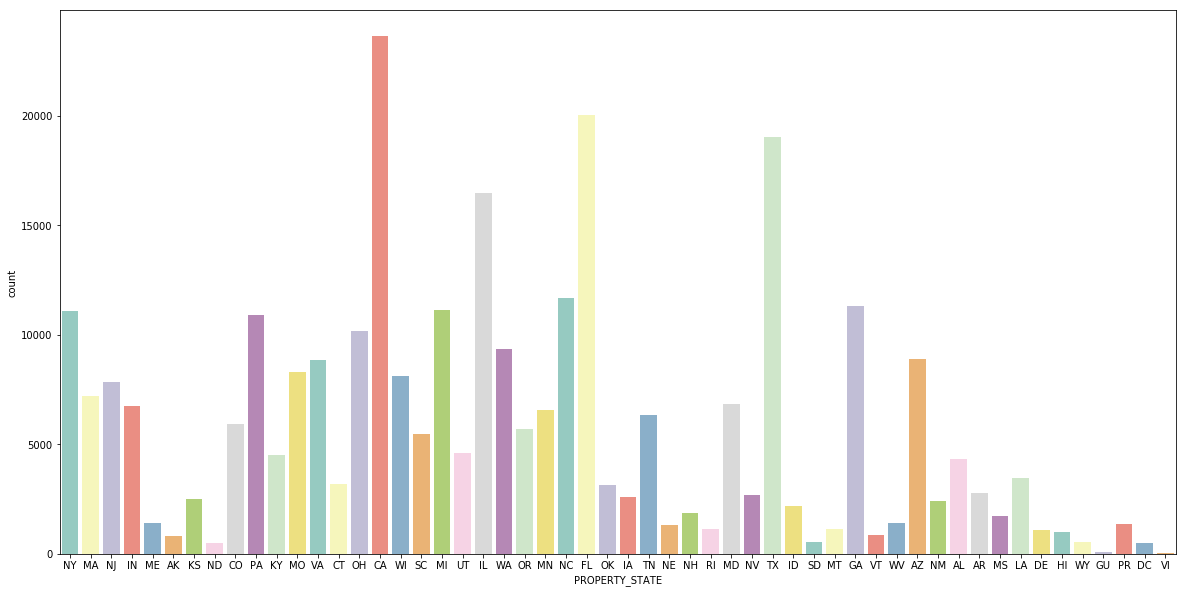 20000
15000
10000
5000
0
count
NY MA NJ IN ME AK KS ND CO PA KY MO VA CT OH CA WI SC MI UT IL WA OR MN NC FL OK IA TN NE NH RI MD NV TX ID SD MT GA VT WV AZ NM AL AR MS LA DE HI WY GU PR DC VI
PROPERTY_STATE